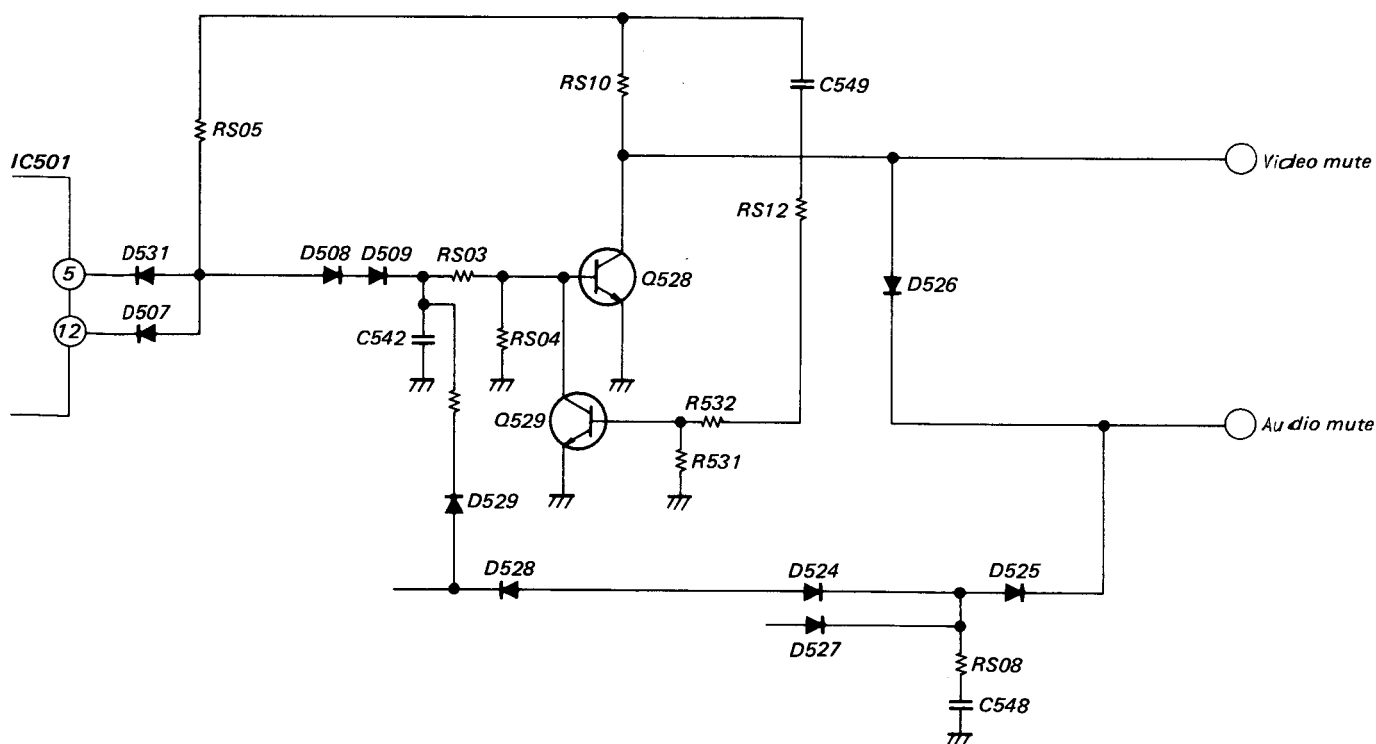 RS10
C549
RS05
IC501
Video mute
RS12
D531
D508
D509
RS03
5
Q528
D526
D507
12
C542
RS04
Q529
R532
Audio mute
R531
D529
D528
D524
D525
D527
RS08
C548